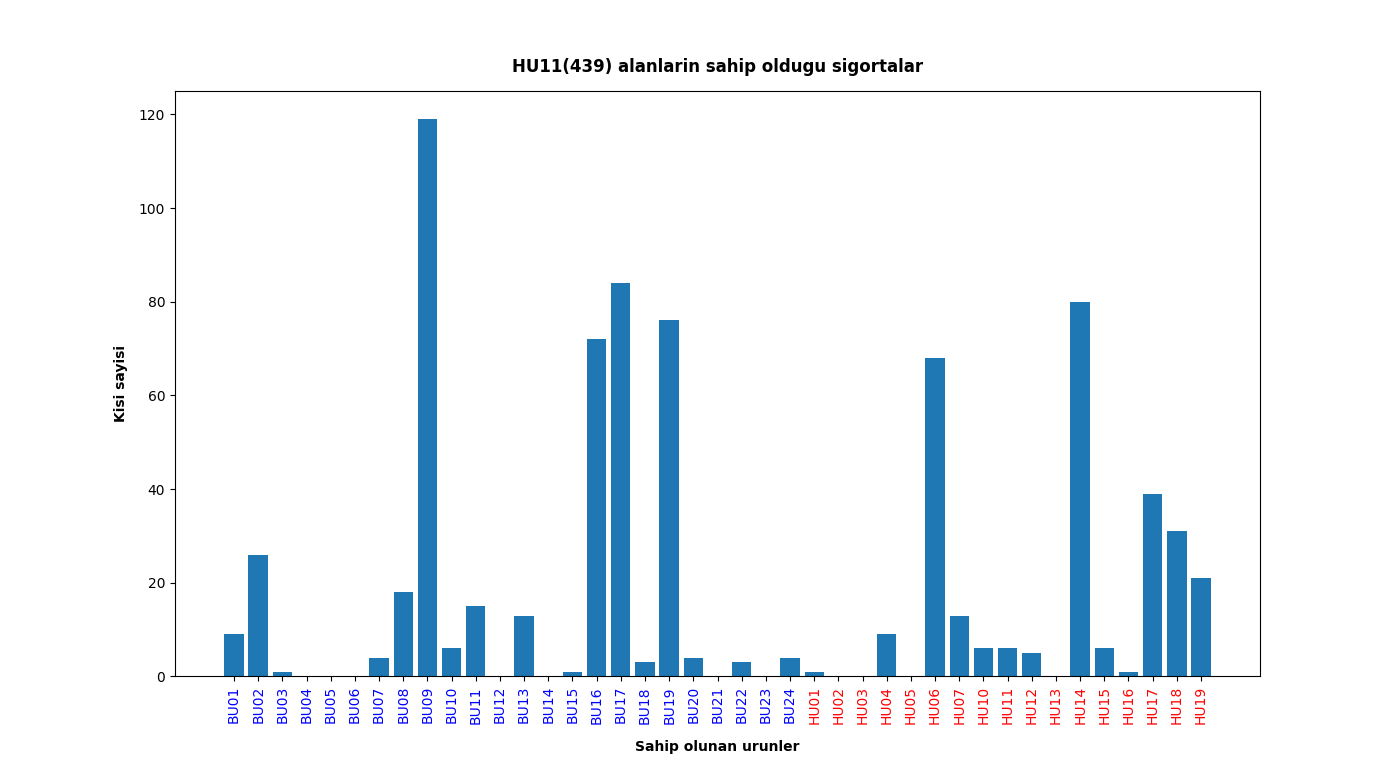 HU11(439) alanlarin sahip oldugu sigortalar
120
100
80
60
40
20
0
Kisi sayisi
BU01 BU02 BU03 BU04 BU05 BU06 BU07 BU08 BU09 BU10 BU11 BU12 BU13 BU14 BU15 BU16 BU17 BU18 BU19 BU20 BU21 BU22 BU23 BU24 HU01 HU02 HU03 HU04 HU05 HU06 HU07 HU10 HU11 HU12 HU13 HU14 HU15 HU16 HU17 HU18 HU19
Sahip olunan urunler